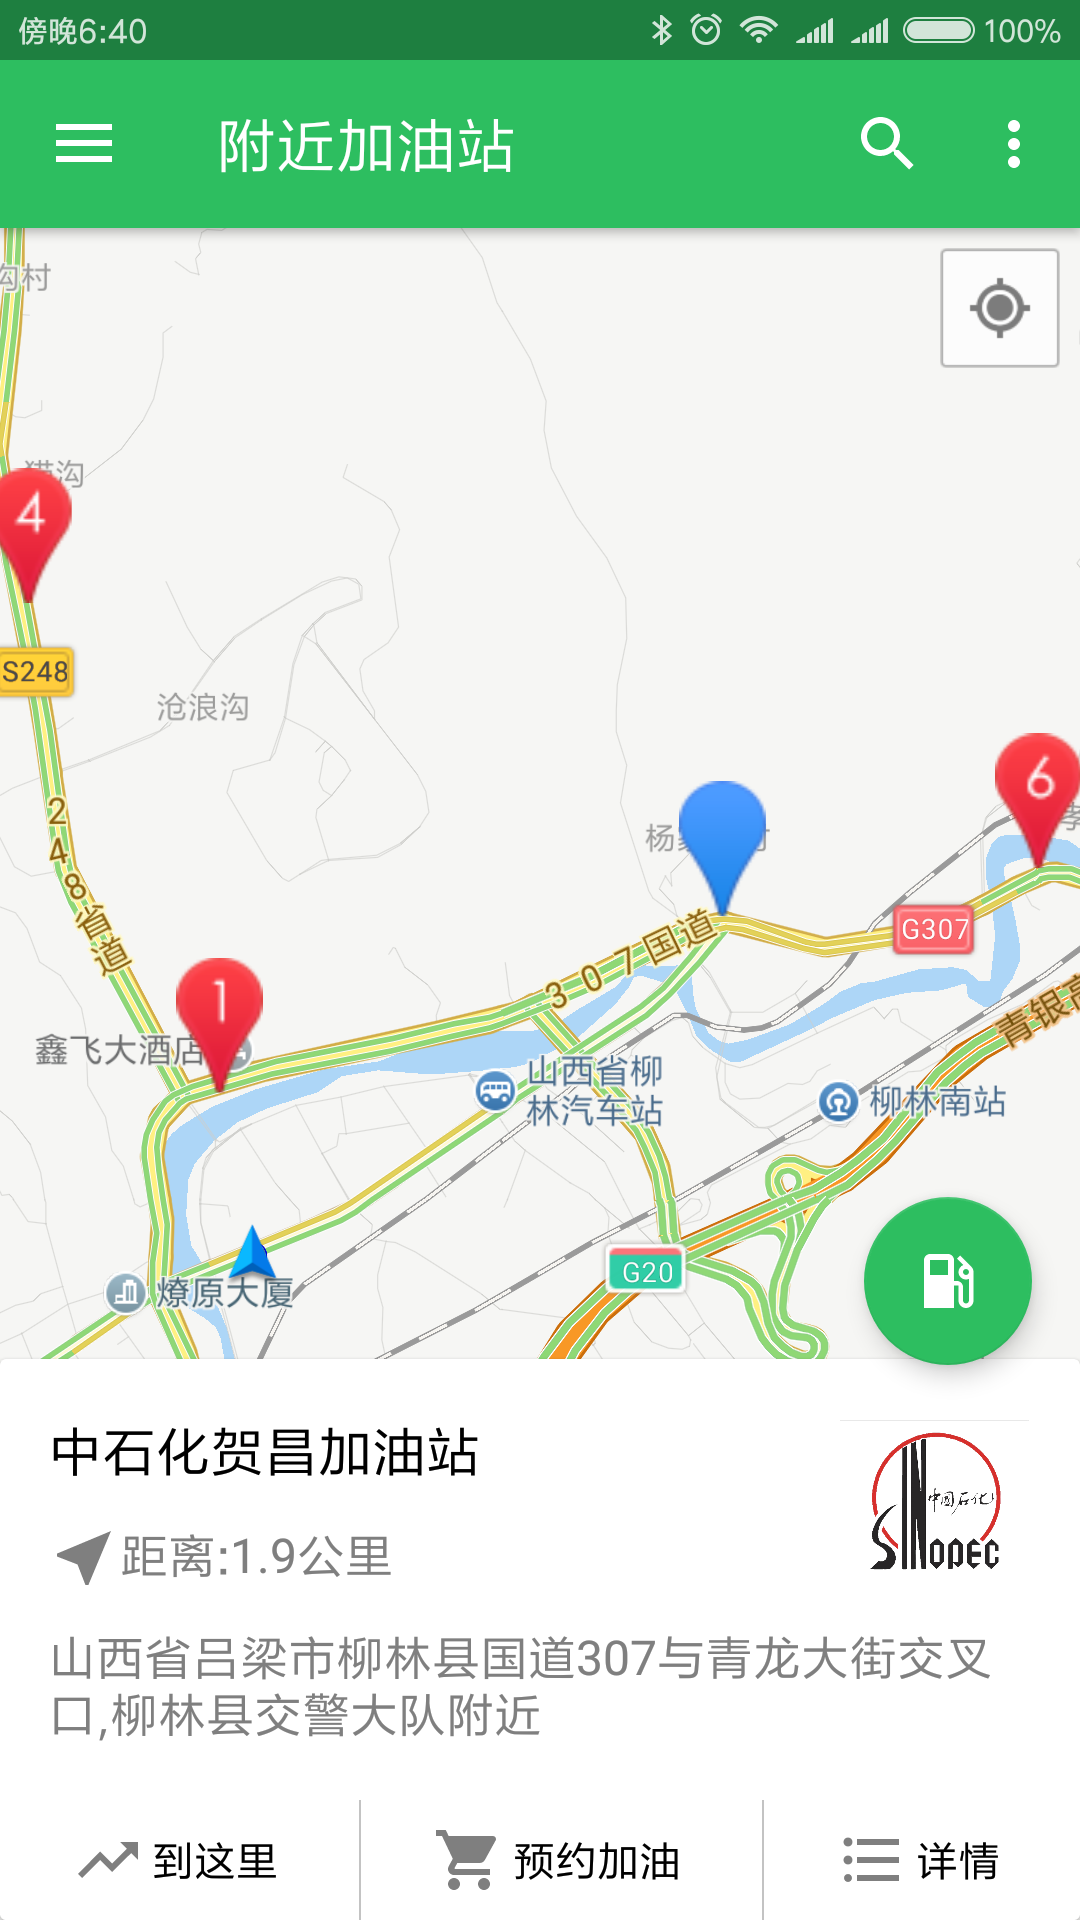 傍晚6:40 100%
附近加油站
沟村
猫沟
4
S248
沧浪沟
248省道
6
G307
307国道
1
鑫飞大酒店
山西省柳
林汽车站
柳林南站
青银高
G20
燎原大厦
中石化贺昌加油站
中国石化
SINOPEC
距离:1.9公里
山西省吕梁市柳林县国道307与青龙大街交叉
口,柳林县交警大队附近
到这里 预约加油 详情